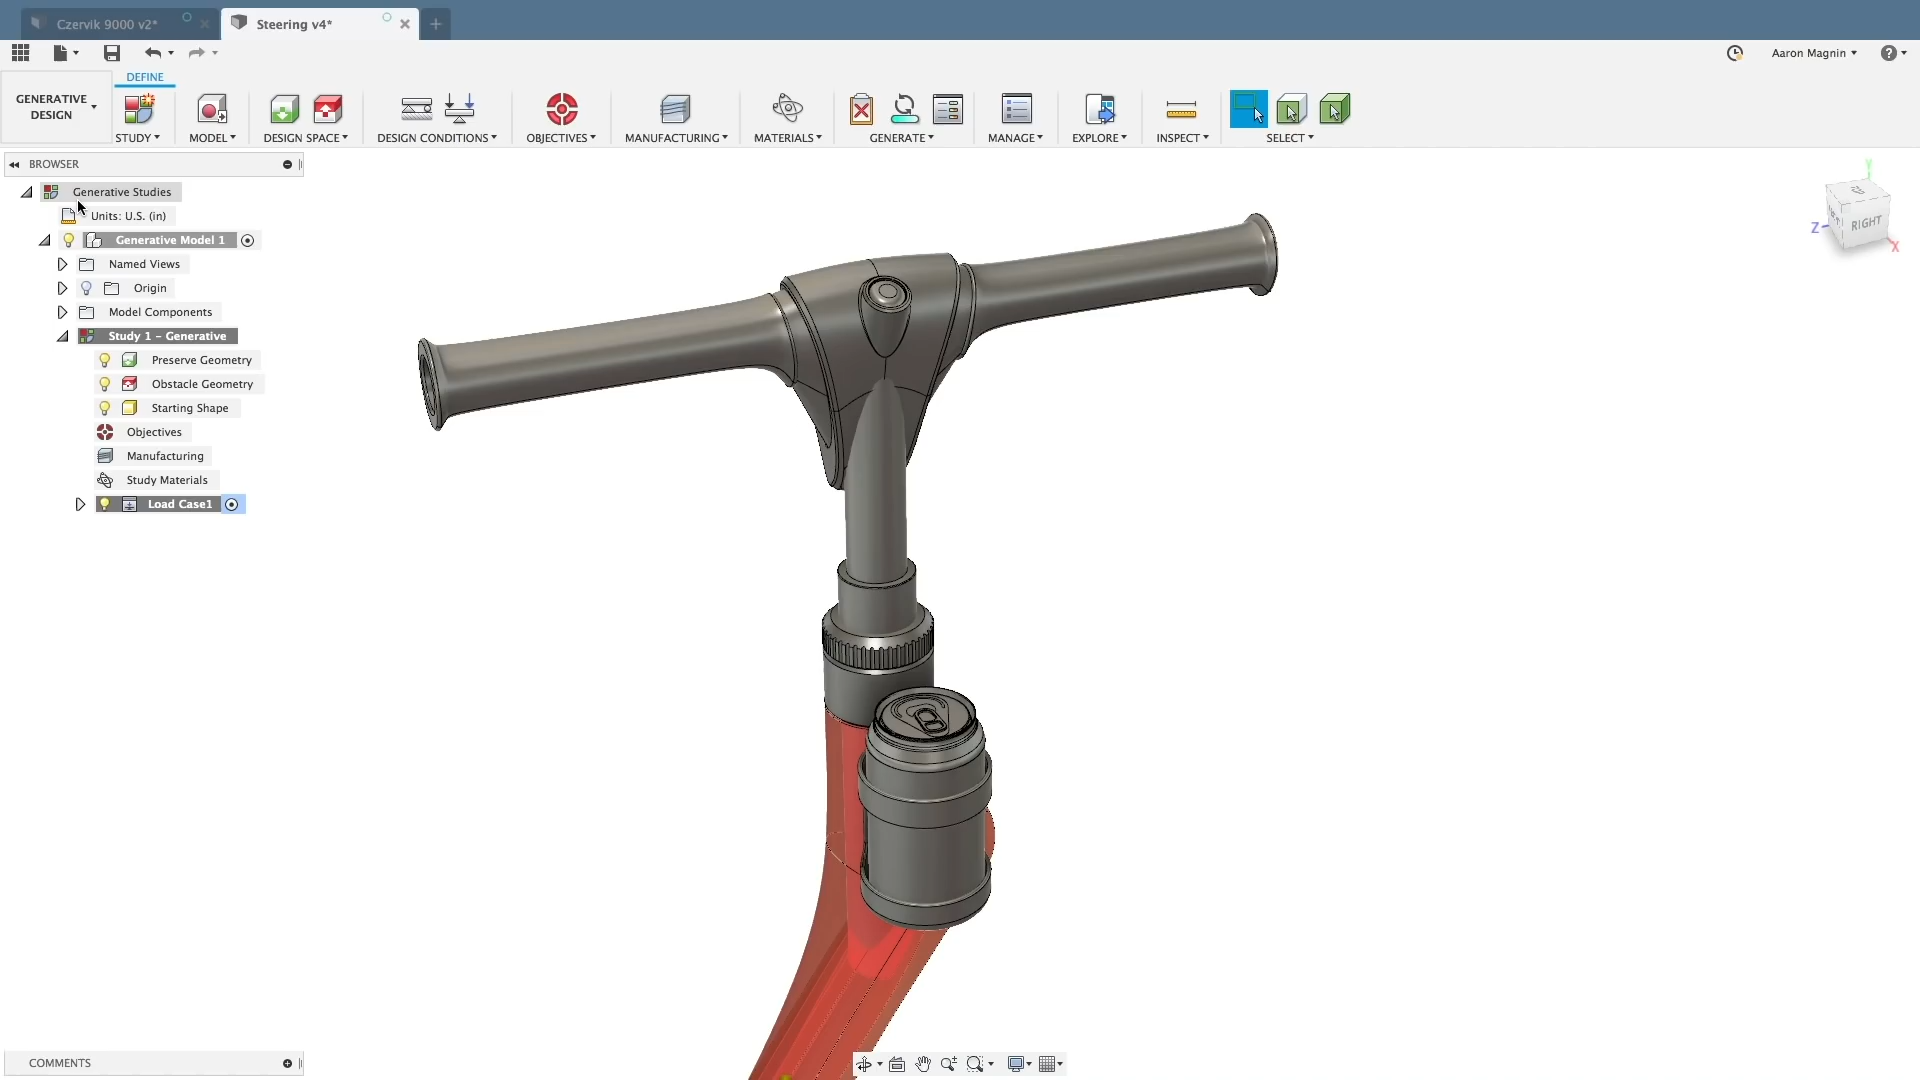 Czervik 9000 v2*
Steering v4*
Aaron Magnin
GENERATIVE DESIGN
DEFINE
STUDY
MODEL
DESIGN SPACE
DESIGN CONDITIONS
OBJECTIVES
MANUFACTURING
MATERIALS
GENERATE
MANAGE
EXPLORE
INSPECT
SELECT
BROWSER
Generative Studies
Units: U.S. (in)
Generative Model 1
Named Views
Origin
Model Components
Study 1 - Generative
Preserve Geometry
Obstacle Geometry
Starting Shape
Objectives
Manufacturing
Study Materials
Load Case1
Y
Z
RIGHT
X
COMMENTS